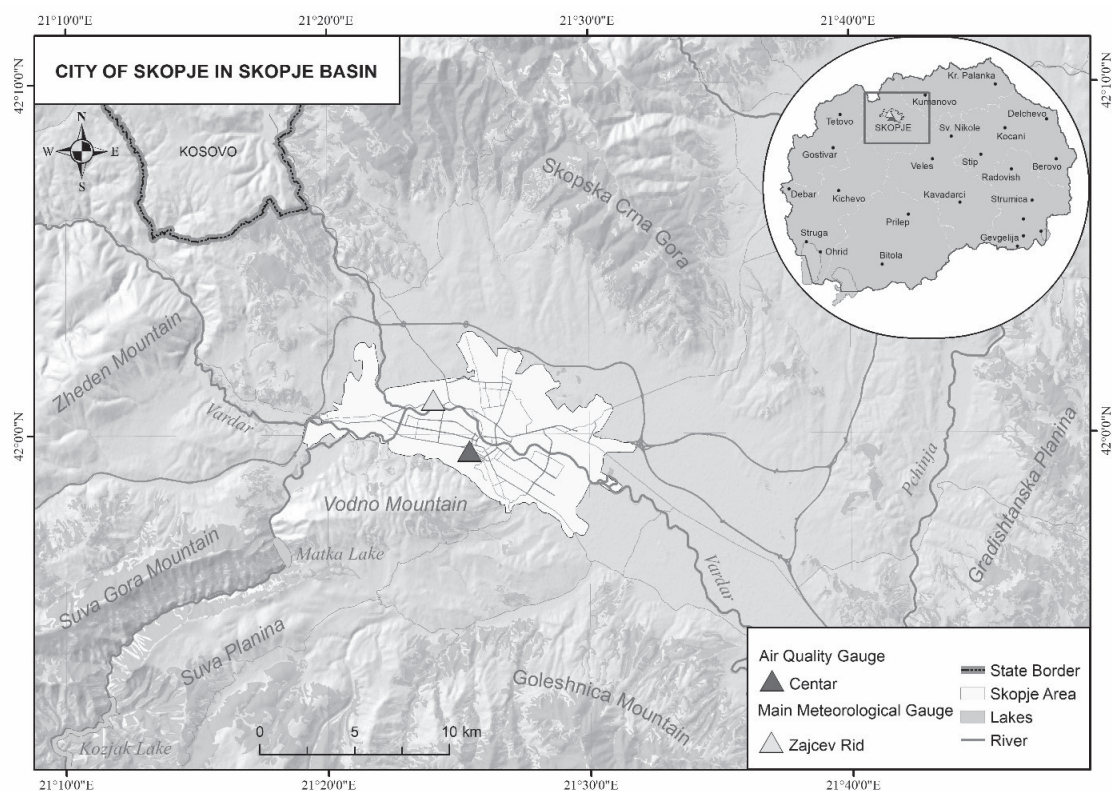 21°10'0"E
21°20'0"E
21°30'0"E
21°40'0"E
CITY OF SKOPJE IN SKOPJE BASIN
42°10'0"N
42°10'0"N
N
W
E
S
KOSOVO
Kr. Palanka
Kumanovo
Delchevo
Tetovo
SKOPJE
Sv. Nikole
Kocani
Gostivar
Veles
Stip
Berovo
Radovish
Debar
Kichevo
Kavadarci
Strumica
Prilep
Struga
Gevgelija
Ohrid
Bitola
Skopska Crna Gora
Zheden Mountain
Vardar
42°0'0"N
42°0'0"N
Pchinja
Gradishtanska Planina
Vodno Mountain
Matka Lake
Suva Gora Mountain
Vardar
Suva Planina
Goleshnica Mountain
Kozjak Lake
0
5
10 km
Air Quality Gauge
Centar
Main Meteorological Gauge
Zajcev Rid
State Border
Skopje Area
Lakes
River
21°10'0"E
21°20'0"E
21°30'0"E
21°40'0"E